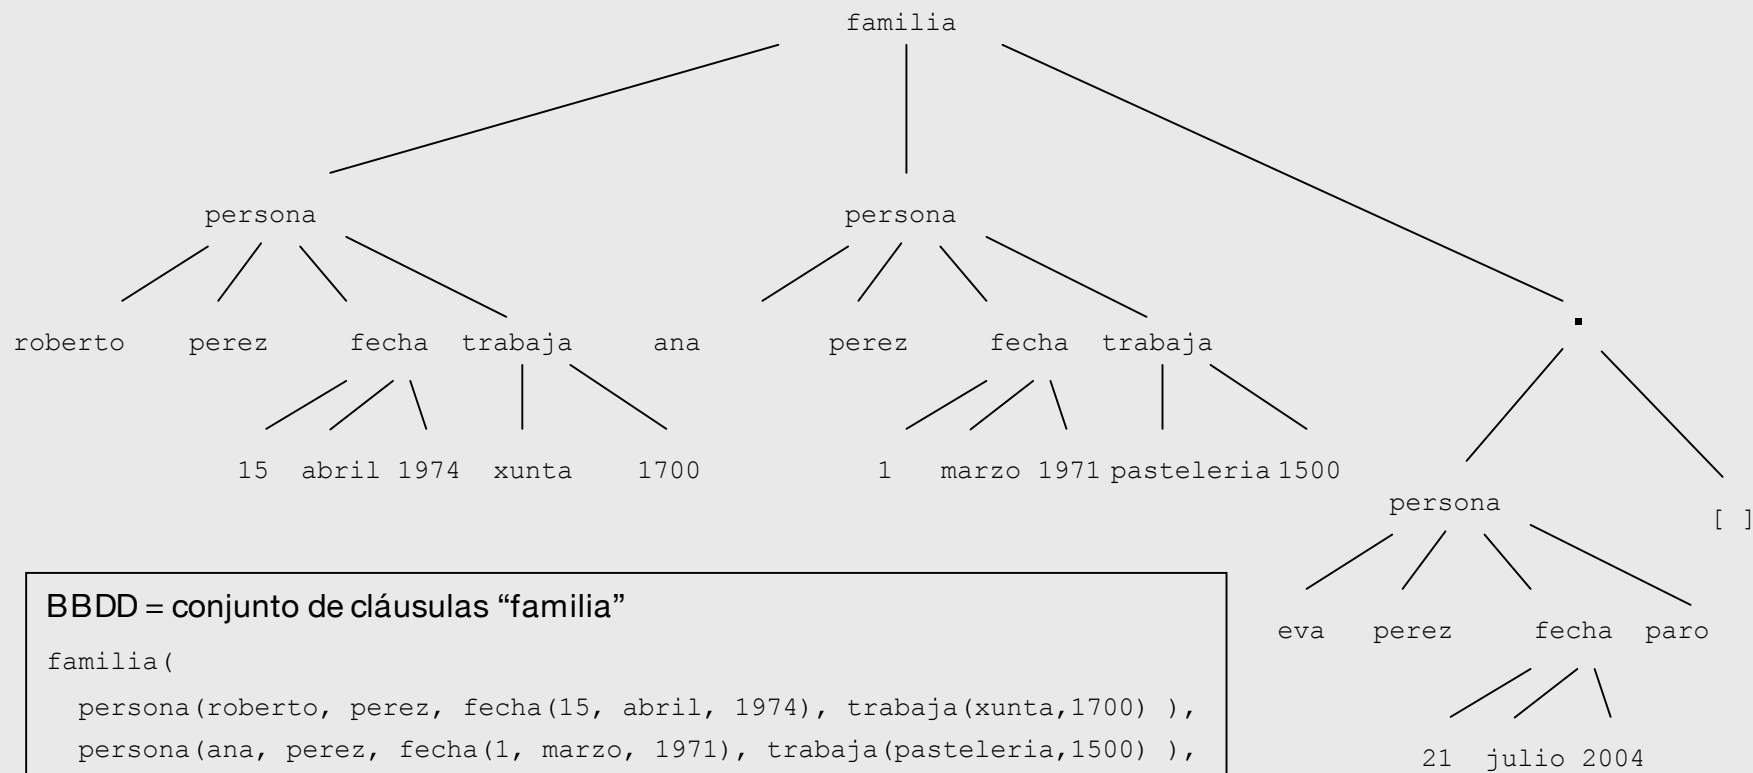 familia
persona persona
.
roberto perez fecha trabaja ana perez fecha trabaja
15 abril 1974 xunta 1700 1 marzo 1971 pasteleria 1500
persona
[ ]
eva perez fecha paro
21 julio 2004
BBDD = conjunto de cláusulas “familia”
familia(
persona(roberto, perez, fecha(15, abril, 1974), trabaja(xunta,1700) ),
persona(ana, perez, fecha(1, marzo, 1971), trabaja(pasteleria,1500) ),